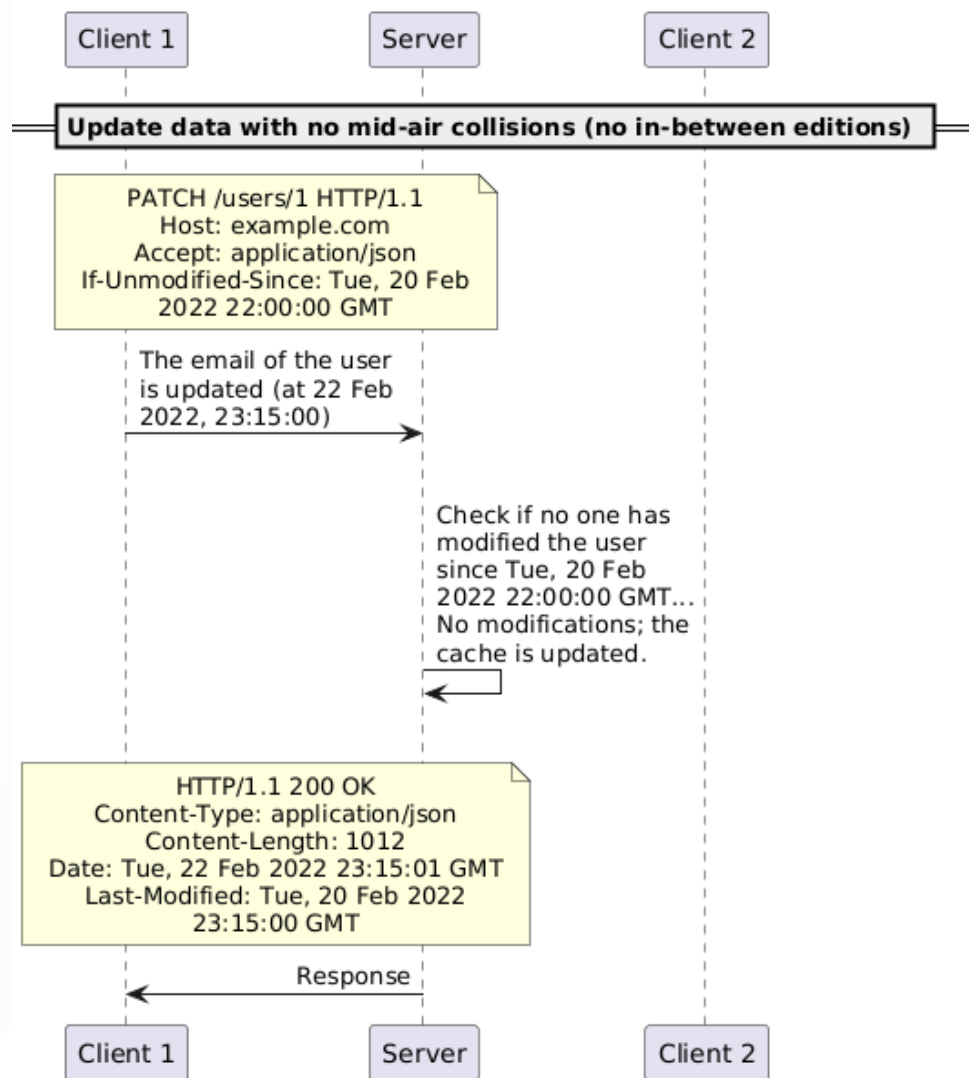 Client 1
Server
Client 2
Update data with no mid-air collisions (no in-between editions)
PATCH /users/1 HTTP/1.1
Host: example.com
Accept: application/json
If-Unmodified-Since: Tue, 20 Feb
2022 22:00:00 GMT
The email of the user
is updated (at 22 Feb
2022, 23:15:00)
Check if no one has
modified the user
since Tue, 20 Feb
2022 22:00:00 GMT...
No modifications; the
cache is updated.
HTTP/1.1 200 OK
Content-Type: application/json
Content-Length: 1012
Date: Tue, 22 Feb 2022 23:15:01 GMT
Last-Modified: Tue, 20 Feb 2022
23:15:00 GMT
Response
Client 1
Server
Client 2